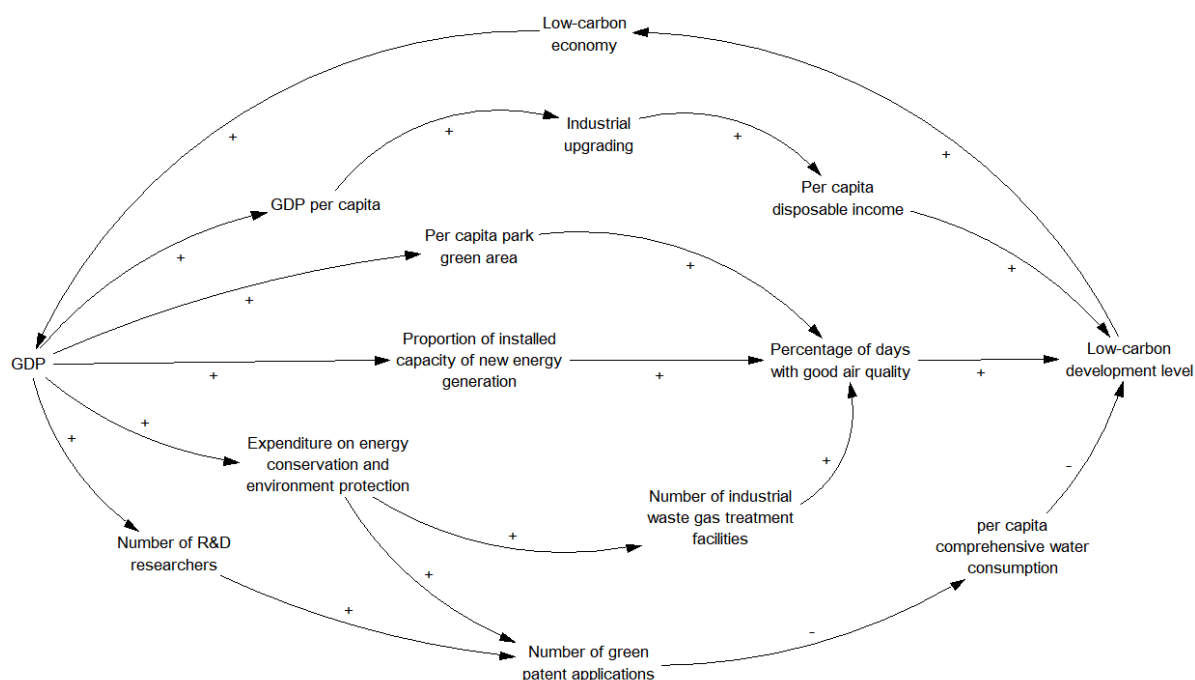 Low-carbon
economy
+
+
Industrial
upgrading
+
+
GDP per capita
Per capita
disposable income
Per capita park
green area
+
+
+
+
GDP
Proportion of installed
capacity of new energy
generation
Percentage of days
with good air quality
Low-carbon
development level
+
+
+
+
+
Expenditure on energy
conservation and
environment protection
+
-
Number of industrial
waste gas treatment
facilities
Number of R&D
researchers
+
per capita
comprehensive water
consumption
+
+
-
Number of green
patent applications